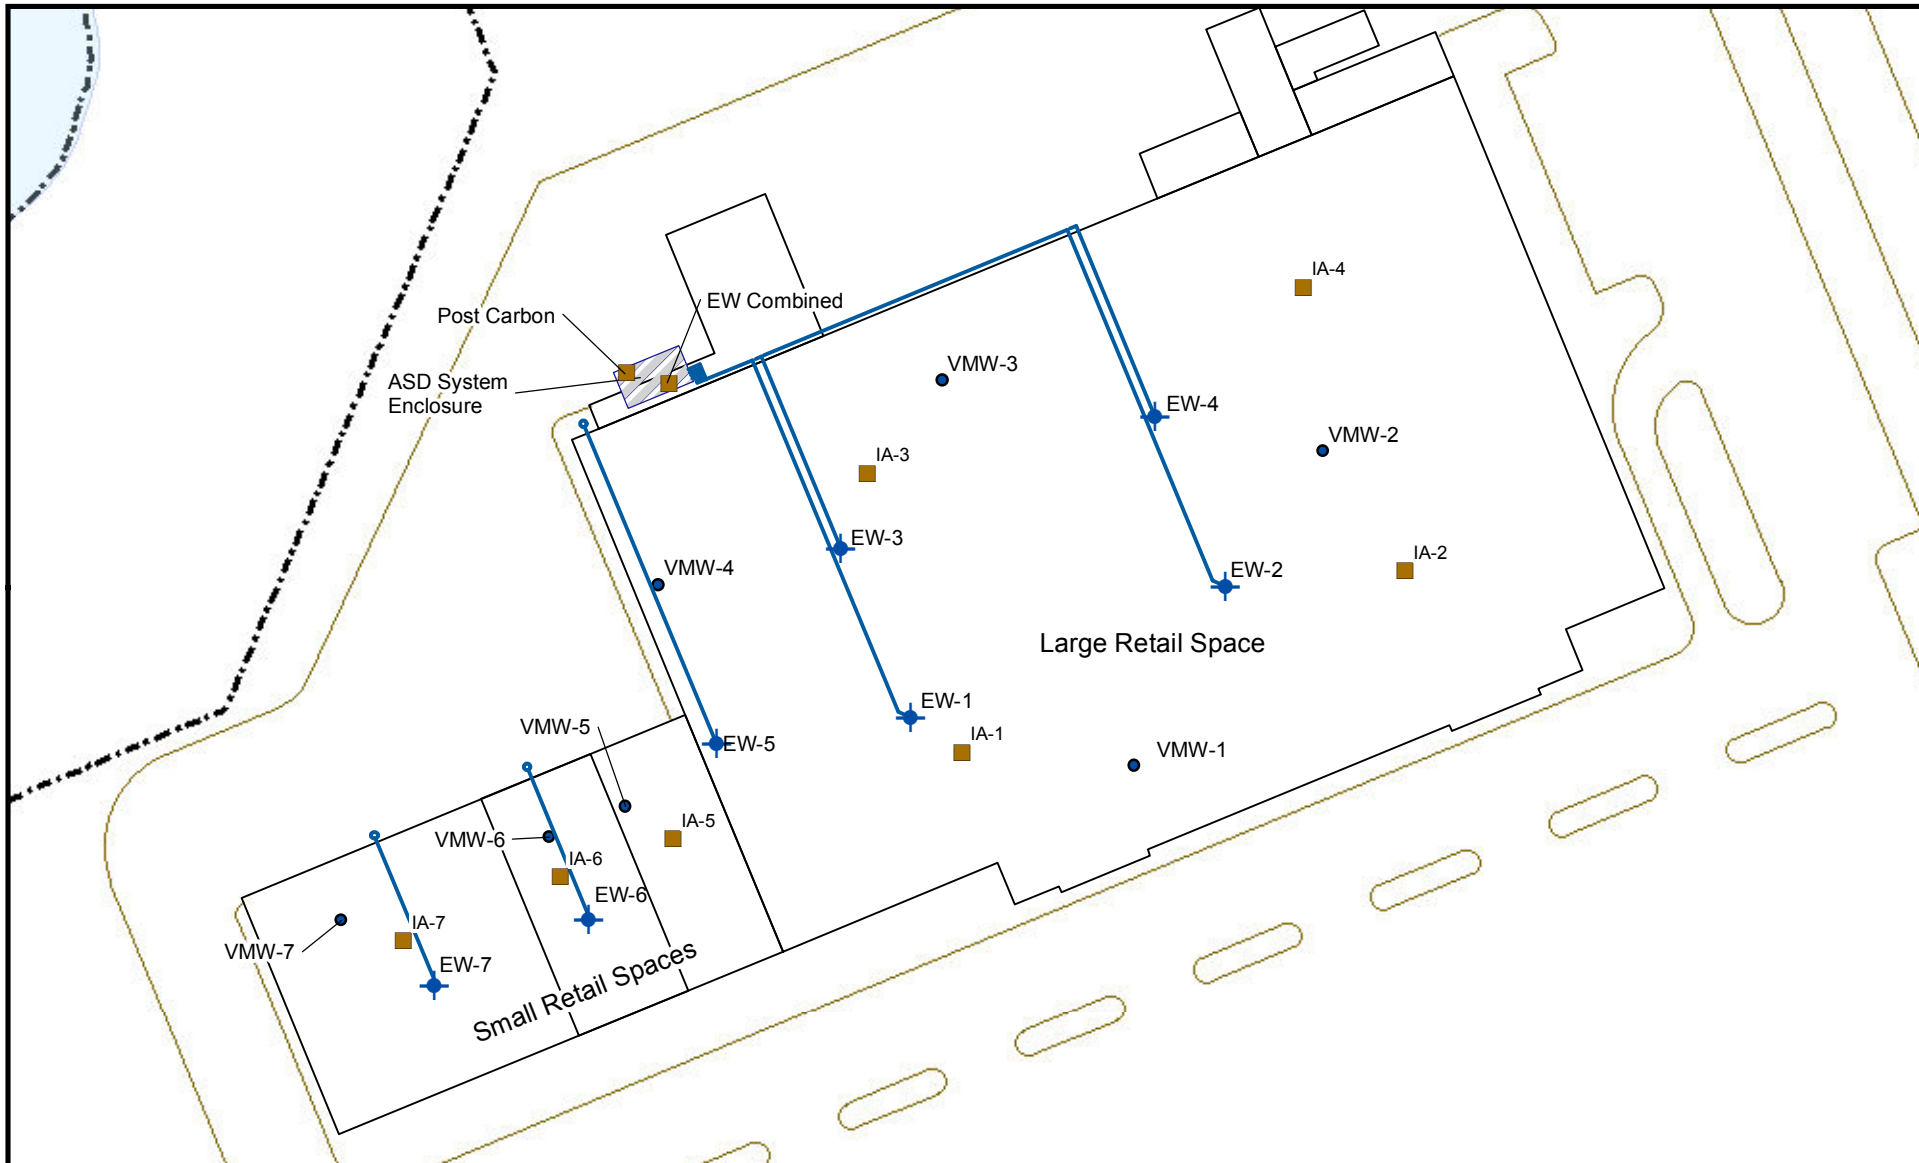 IA-4
EW Combined
Post Carbon
VMW-3
ASD System
Enclosure
EW-4
VMW-2
IA-3
EW-3
IA-2
VMW-4
EW-2
Large Retail Space
EW-1
VMW-5
IA-1
EW-5
VMW-1
IA-5
VMW-6
IA-6
EW-6
IA-7
VMW-7
EW-7
Small Retail Spaces